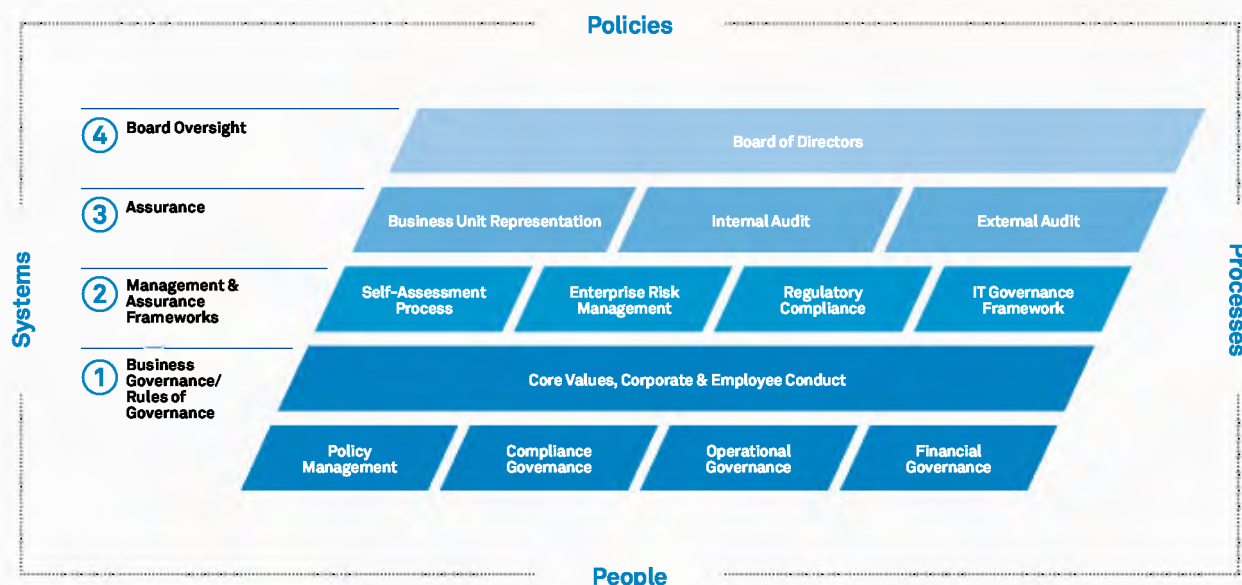 Policies
4 Board Oversight
Board of Directors
3 Assurance
Business Unit Representation
Internal Audit
External Audit
Systems
Processes
2 Management &
Assurance
Frameworks
Self-Assessment
Process
Enterprise Risk
Management
Regulatory
Compliance
IT Governance
Framework
1 Business
Governance/
Rules of
Governance
Core Values, Corporate & Employee Conduct
Policy
Management
Compliance
Governance
Operational
Governance
Financial
Governance
People